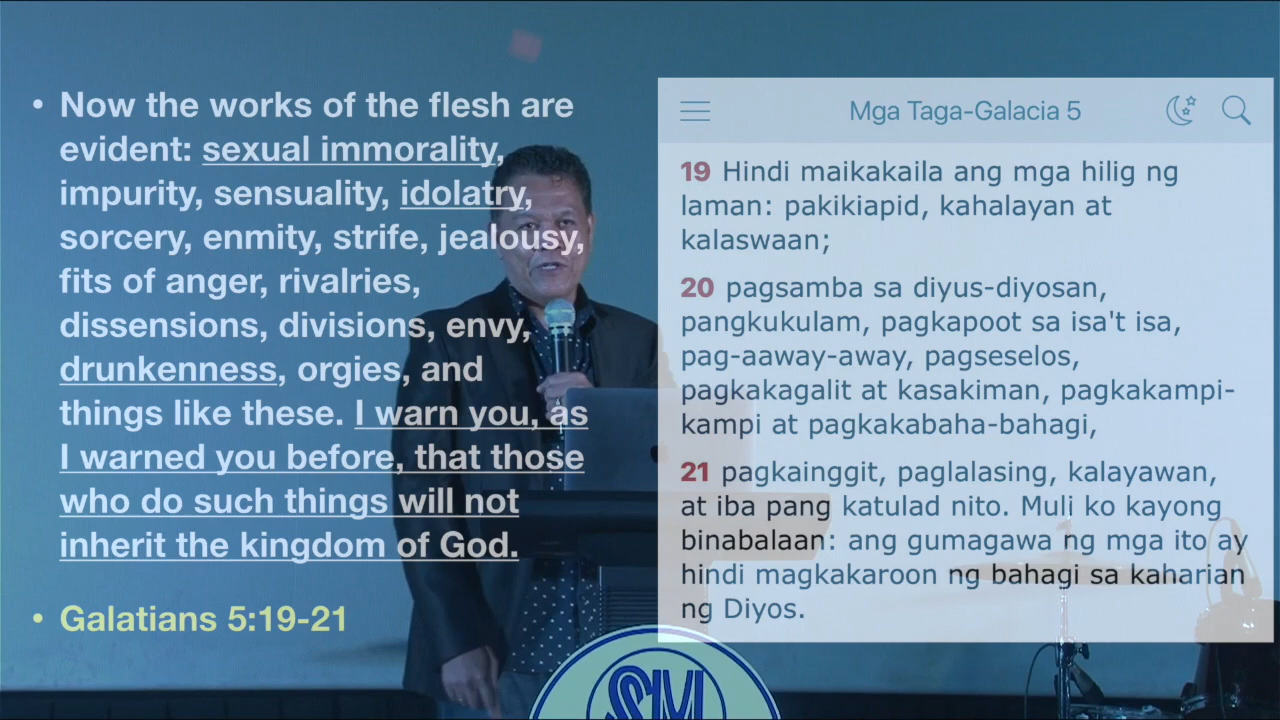 • Now the works of the flesh are
evident: sexual immorality,
impurity, sensuality, idolatry,
sorcery, enmity, strife, jealousy,
fits of anger, rivalries,
dissensions, divisions, envy,
drunkenness, orgies, and
things like these. I warn you, as
I warned you before, that those
who do such things will not
inherit the kingdom of God.
• Galatians 5:19-21
Mga Taga-Galacia 5
19 Hindi maikakaila ang mga hilig ng
laman: pakikiapid, kahalayan at
kalaswaan;
20 pagsamba sa diyus-diyosan,
pangkukulam, pagkapoot sa isa't isa,
pag-aaway-away, pagseselos,
pagkakagalit at kasakiman, pagkakampi-
kampi at pagkakabaha-bahagi,
21 pagkainggit, paglalasing, kalayawan,
at iba pang katulad nito. Muli ko kayong
binabalaan: ang gumagawa ng mga ito ay
hindi magkakaroon ng bahagi sa kaharian
ng Diyos.
SM